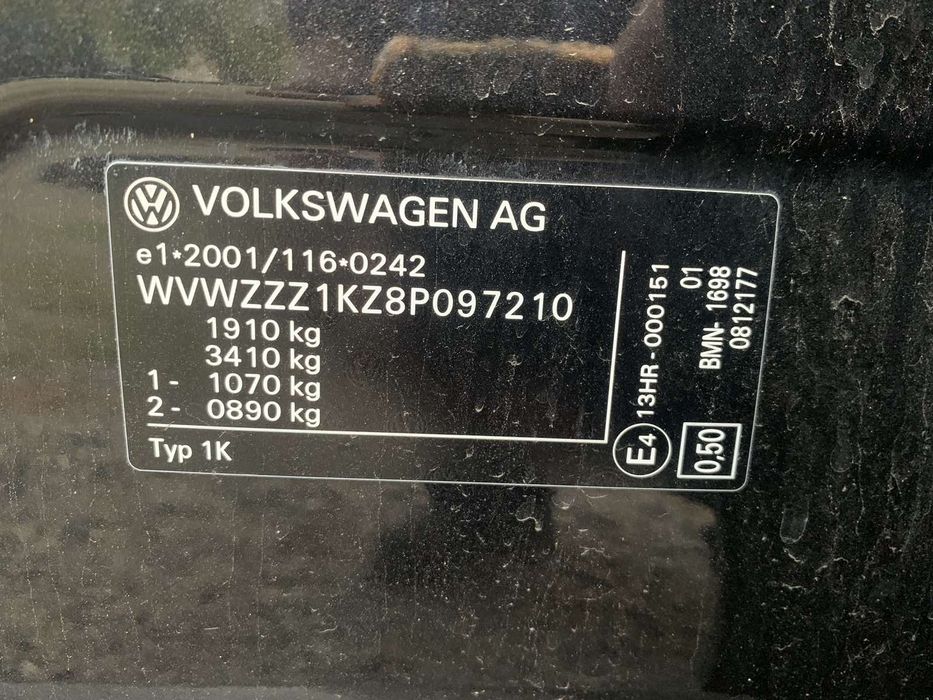 VOLKSWAGEN AG
e1*2001/116*0242
WVWZZZ1KZ8P097210
1910 kg
3410 kg
1- 1070 kg
2- 0890 kg
Typ 1K
E4 13HR-000151
01
BMN-1698
0812177
0,50